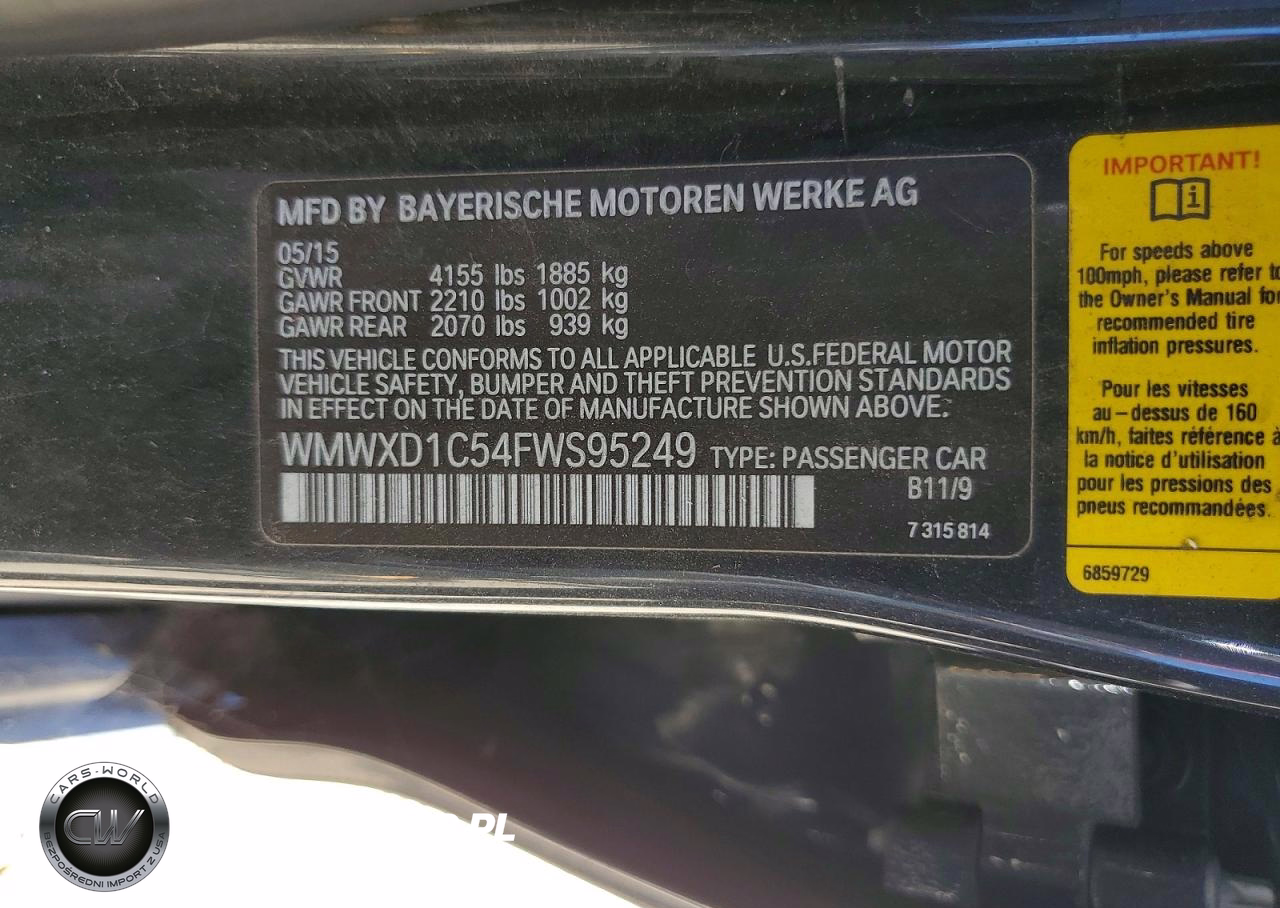 MFD BY BAYERISCHE MOTOREN WERKE AG
05/15
GVWR 4155 lbs 1885 kg
GAWR FRONT 2210 lbs 1002 kg
GAWR REAR 2070 lbs 939 kg
THIS VEHICLE CONFORMS TO ALL APPLICABLE U.S.FEDERAL MOTOR
VEHICLE SAFETY, BUMPER AND THEFT PREVENTION STANDARDS
IN EFFECT ON THE DATE OF MANUFACTURE SHOWN ABOVE.
WMWXD1C54FWS95249 TYPE: PASSENGER CAR
B11/9
7 315 814
IMPORTANT!
For speeds above
100mph, please refer to
the Owner's Manual for
recommended tire
inflation pressures.
Pour les vitesses
au-dessus de 160
km/h, faites référence à
la notice d'utilisation
pour les pressions des
pneus recommandées.
6859729
CARS-WORLD
CW
BEZPOŚREDNI IMPORT Z USA
.PL